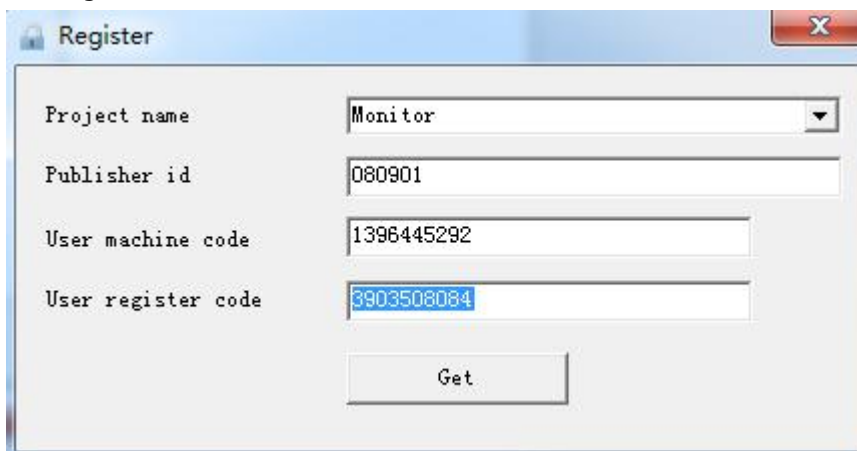 Register
Project name Monitor
Publisher id 080901
User machine code 1396445292
User register code 3903508084
Get